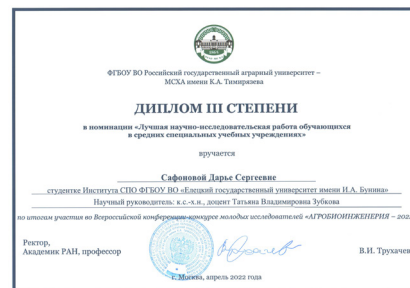 ФГБОУ ВО Российский государственный аграрный университет –
МСХА имени К.А. Тимирязева
ДИПЛОМ III СТЕПЕНИ
в номинации «Лучшая научно-исследовательская работа обучающихся
в средних специальных учебных учреждениях»
вручается
Сафоновой Дарье Сергеевне
студентке Института СПО ФГБОУ ВО «Елецкий государственный университет имени И.А. Бунина»
Научный руководитель: к.с.-х.н., доцент Татьяна Владимировна Зубкова
по итогам участия во Всероссийской конференции-конкурсе молодых исследователей «АГРОБИОИНЖЕНЕРИЯ –
Ректор,
Академик РАН, профессор
В.И. Трухачев
г. Москва, апрель 2022 года